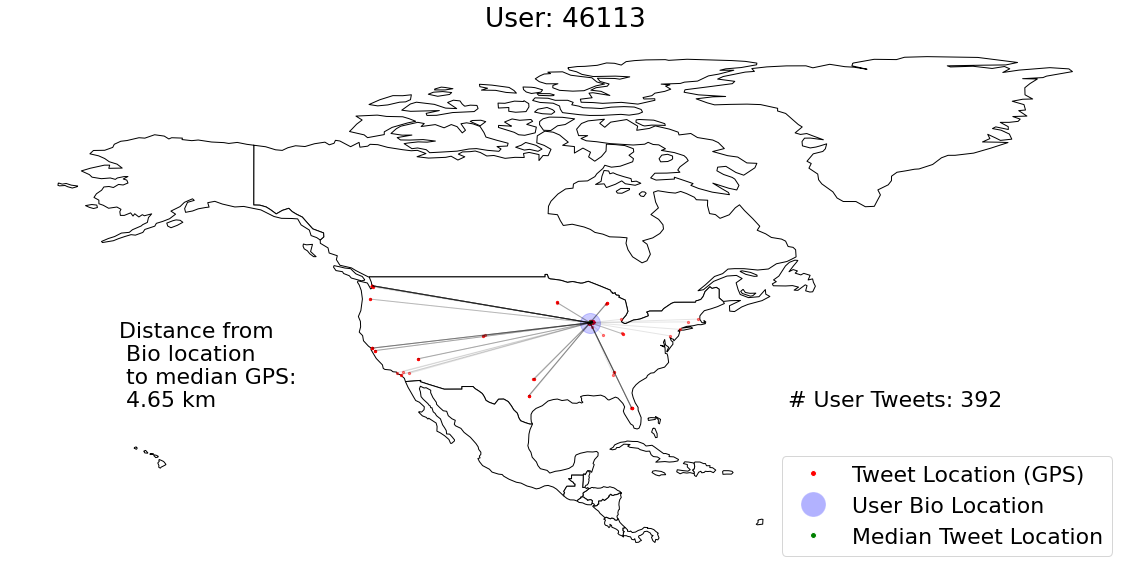 User: 46113
Distance from
Bio location
to median GPS:
4.65 km
# User Tweets: 392
Tweet Location (GPS)
User Bio Location
Median Tweet Location